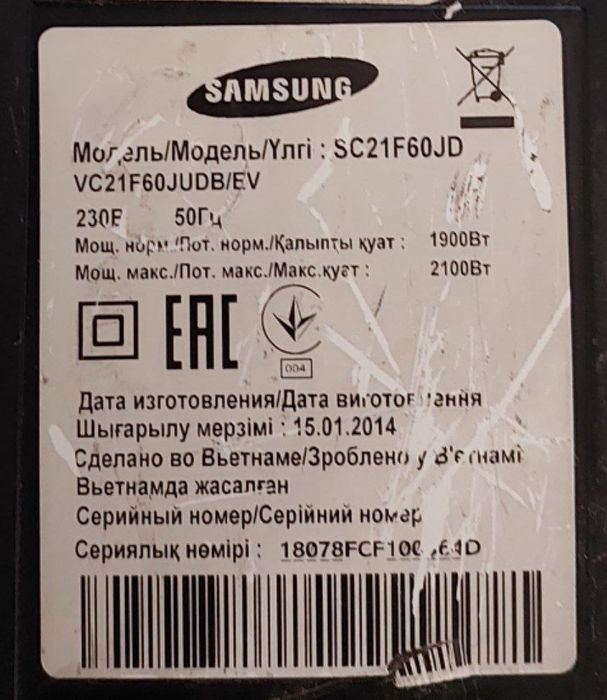 SAMSUNG
Модель/Модель/Үлгі : SC21F60JD
VC21F60JUDB/EV
230В 50Гц
Мощ. норм./Пот. норм./Қалыпты қуат : 1900Вт
Мощ. макс./Пот. макс./Макс.қуат : 2100Вт
EAC
004
Дата изготовления/Дата виготовлення
Шығарылу мерзімі : 15.01.2014
Сделано во Вьетнаме/Зроблено у В'єтнамі
Вьетнамда жасалған
Серийный номер/Серійний номер
Сериялық нөмірі :